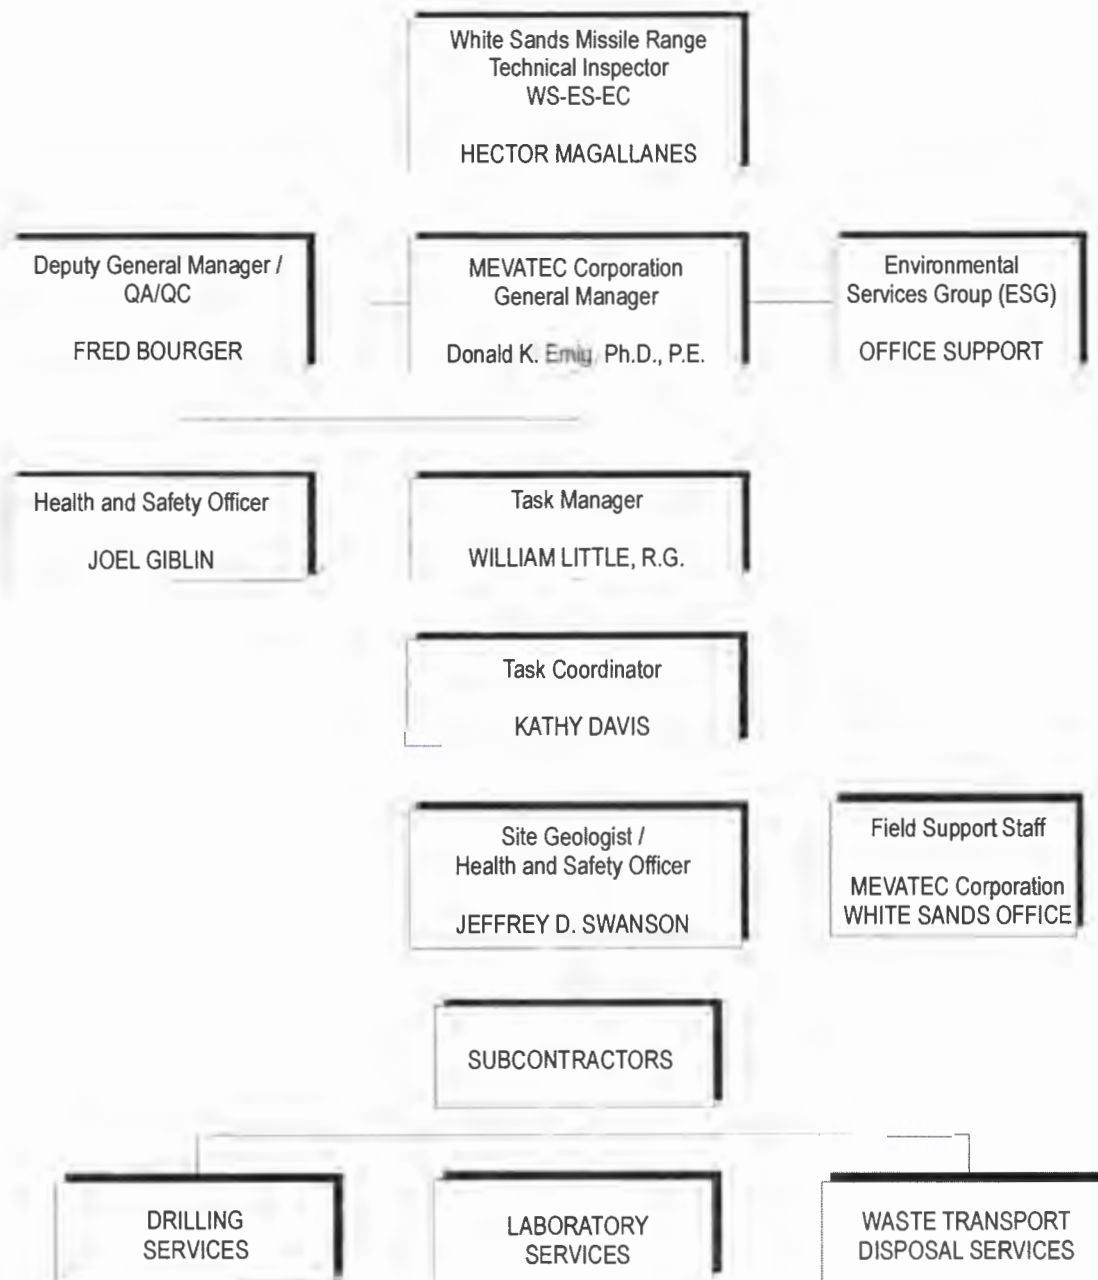 White Sands Missile Range
Technical Inspector
WS-ES-EC
HECTOR MAGALLANES
Deputy General Manager /
QA/QC
FRED BOURGER
MEVATEC Corporation
General Manager
Donald K. Emig, Ph.D., P.E.
Environmental
Services Group (ESG)
OFFICE SUPPORT
Health and Safety Officer
JOEL GIBLIN
Task Manager
WILLIAM LITTLE, R.G.
Task Coordinator
KATHY DAVIS
Site Geologist /
Health and Safety Officer
JEFFREY D. SWANSON
Field Support Staff
MEVATEC Corporation
WHITE SANDS OFFICE
SUBCONTRACTORS
DRILLING
SERVICES
LABORATORY
SERVICES
WASTE TRANSPORT
DISPOSAL SERVICES